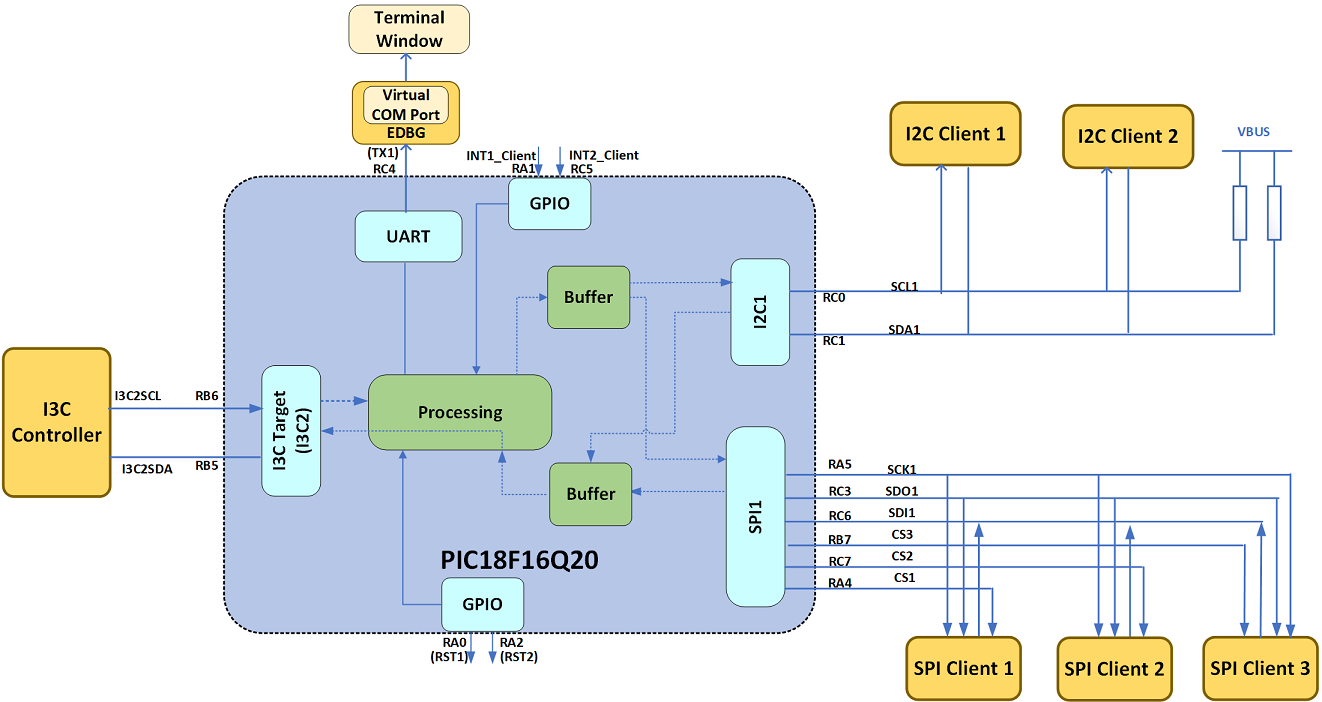 Terminal
Window
Virtual
COM Port
EDBG
(TX1)
RC4
INT1_Client
RA1
INT2_Client
RC5
GPIO
UART
I2C Client 1
I2C Client 2
VBUS
Buffer
I2C1
RC0
SCL1
RC1
SDA1
I3C
Controller
I3C2SCL
RB6
I3C2SDA
RB5
I3C Target
(I3C2)
Processing
Buffer
SPI1
RA5
SCK1
RC3
SDO1
RC6
SDI1
RB7
CS3
RC7
CS2
RA4
CS1
PIC18F16Q20
GPIO
RA0
(RST1)
RA2
(RST2)
SPI Client 1
SPI Client 2
SPI Client 3